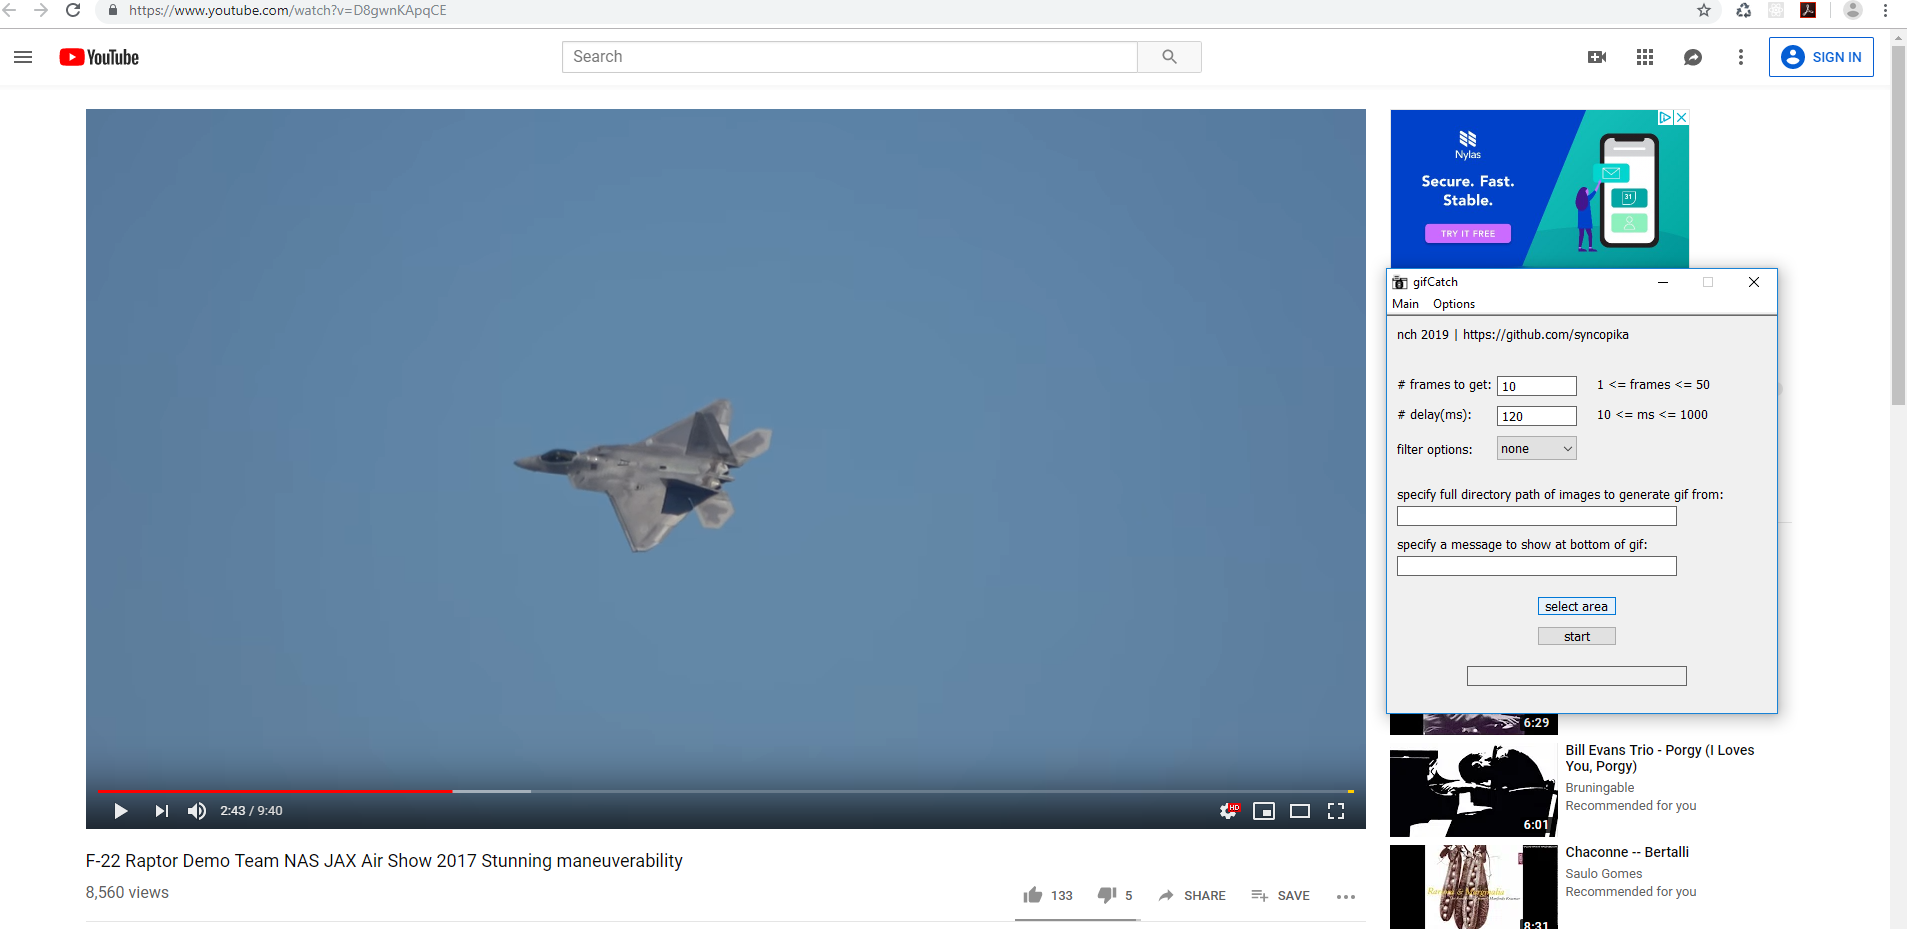 https://www.youtube.com/watch?v=D8gwnKApqCE
YouTube
Search
SIGN IN
Nylas
Secure. Fast.
Stable.
TRY IT FREE
31
gifCatch
Main Options
nch 2019 | https://github.com/syncopika
# frames to get: 10 1 <= frames <= 50
# delay(ms): 120 10 <= ms <= 1000
filter options: none
specify full directory path of images to generate gif from:
specify a message to show at bottom of gif:
select area
start
6:29
Bill Evans Trio - Porgy (I Loves
You, Porgy)
Bruningable
Recommended for you
6:01
2:43 / 9:40
HD
F-22 Raptor Demo Team NAS JAX Air Show 2017 Stunning maneuverability
8,560 views
133 5 SHARE SAVE
Chaconne -- Bertalli
Saulo Gomes
Recommended for you
8:31